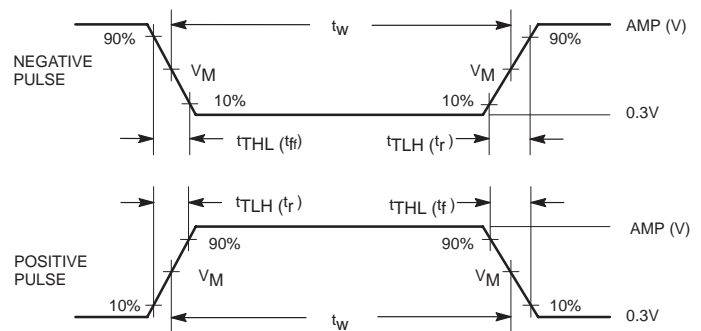 tW
AMP (V)
90%
90%
NEGATIVE
PULSE
VM
VM
10%
10%
0.3V
tTHL (tff)
tTLH (tr )
tTLH (tr )
tTHL (tf )
AMP (V)
90%
90%
POSITIVE
PULSE
VM
VM
10%
10%
0.3V
tw